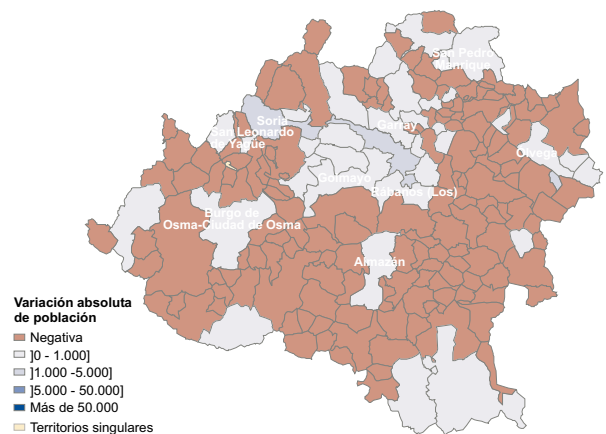 San Pedro
Manrique
Soria
Garray
San Leonardo
de Yagüe
Ólvega
Golmayo
Rábanos (Los)
Burgo de
Osma-Ciudad de Osma
Almazán
Variación absoluta
de población
Negativa
]0 - 1.000]
]1.000 -5.000]
]5.000 - 50.000]
Más de 50.000
Territorios singulares